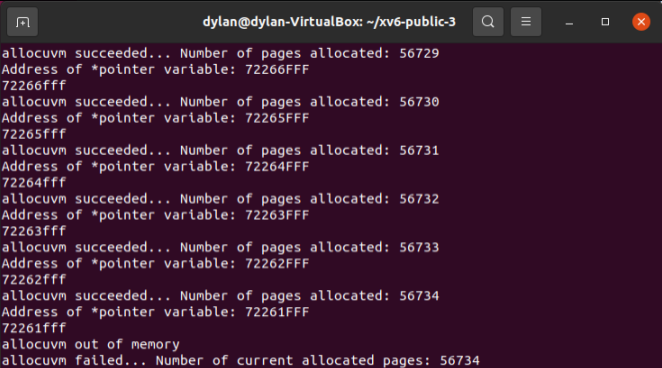 dylan@dylan-VirtualBox: ~/xv6-public-3
allocuvm succeeded... Number of pages allocated: 56729
Address of *pointer variable: 72266FFF
72266fff
allocuvm succeeded... Number of pages allocated: 56730
Address of *pointer variable: 72265FFF
72265fff
allocuvm succeeded... Number of pages allocated: 56731
Address of *pointer variable: 72264FFF
72264fff
allocuvm succeeded... Number of pages allocated: 56732
Address of *pointer variable: 72263FFF
72263fff
allocuvm succeeded... Number of pages allocated: 56733
Address of *pointer variable: 72262FFF
72262fff
allocuvm succeeded... Number of pages allocated: 56734
Address of *pointer variable: 72261FFF
72261fff
allocuvm out of memory
allocuvm failed... Number of current allocated pages: 56734